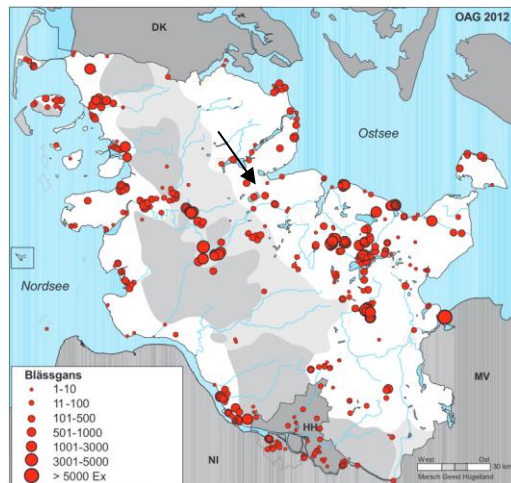 DK
OAG 2012
Ostsee
Nordsee
Blässgans
1-10
11-100
101-500
501-1000
1001-3000
3001-5000
> 5000 Ex
HH
NI
MV
West Ost
0 30 km
Marsch Geest Hügelland